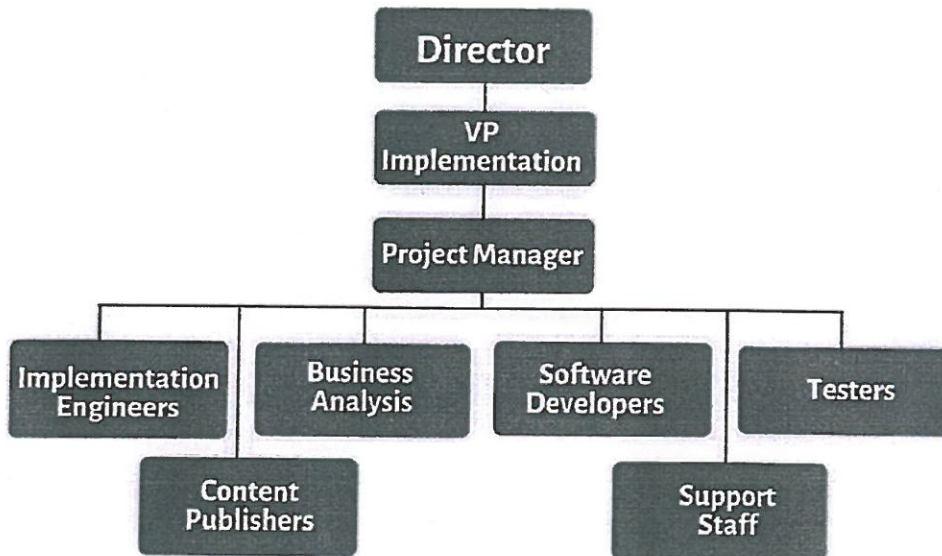 Director
VP
Implementation
Project Manager
Implementation
Engineers
Business
Analysis
Software
Developers
Testers
Content
Publishers
Support
Staff